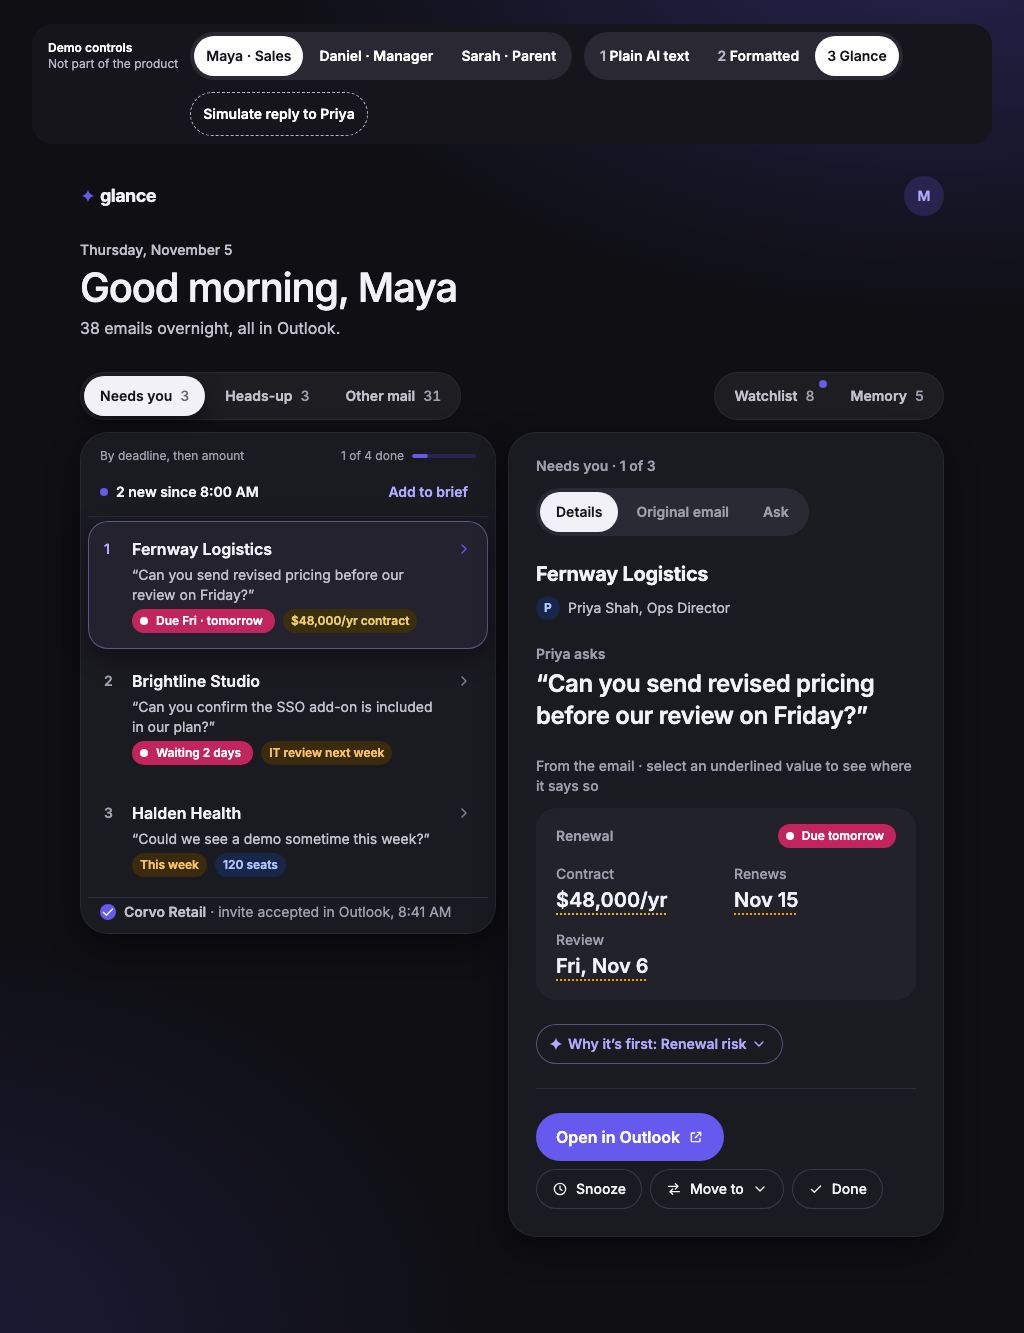 Demo controls
Not part of the product
Maya · Sales
Daniel · Manager
Sarah · Parent
1 Plain AI text
2 Formatted
3 Glance
Simulate reply to Priya
glance
M
Thursday, November 5
Good morning, Maya
38 emails overnight, all in Outlook.
Needs you 3
Heads-up 3
Other mail 31
Watchlist 8
Memory 5
By deadline, then amount
1 of 4 done
2 new since 8:00 AM
Add to brief
1
Fernway Logistics
“Can you send revised pricing before our
review on Friday?”
Due Fri · tomorrow
$48,000/yr contract
2
Brightline Studio
“Can you confirm the SSO add-on is included
in our plan?”
Waiting 2 days
IT review next week
3
Halden Health
“Could we see a demo sometime this week?”
This week
120 seats
Corvo Retail · invite accepted in Outlook, 8:41 AM
Needs you · 1 of 3
Details
Original email
Ask
Fernway Logistics
P
Priya Shah, Ops Director
Priya asks
“Can you send revised pricing
before our review on Friday?”
From the email · select an underlined value to see where
it says so
Renewal
Due tomorrow
Contract
$48,000/yr
Renews
Nov 15
Review
Fri, Nov 6
Why it’s first: Renewal risk
Open in Outlook
Snooze
Move to
Done